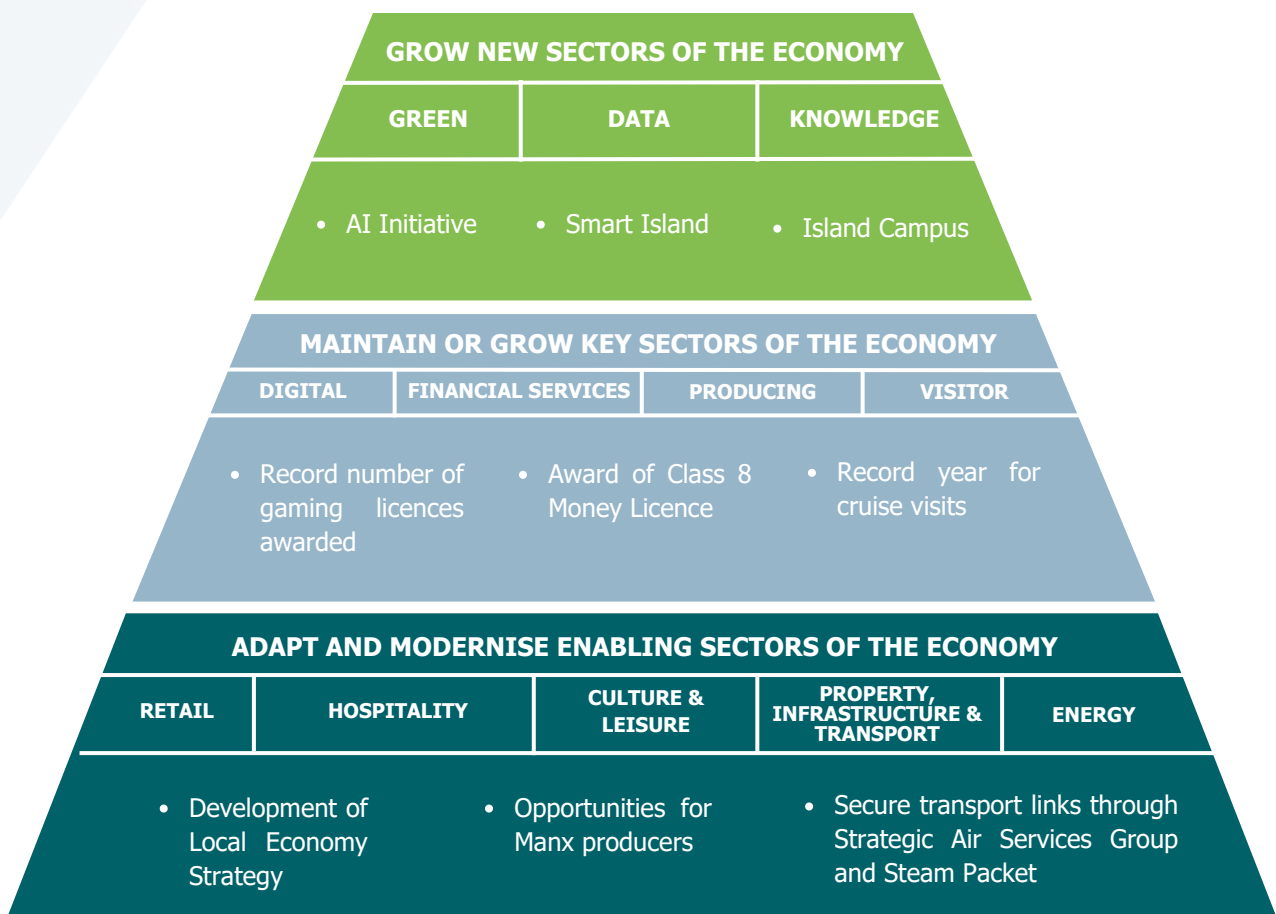 GROW NEW SECTORS OF THE ECONOMY
GREEN
DATA
KNOWLEDGE
• AI Initiative
• Smart Island
• Island Campus
MAINTAIN OR GROW KEY SECTORS OF THE ECONOMY
DIGITAL
FINANCIAL SERVICES
PRODUCING
VISITOR
• Record number of
gaming licences
awarded
• Award of Class 8
Money Licence
• Record year for
cruise visits
ADAPT AND MODERNISE ENABLING SECTORS OF THE ECONOMY
RETAIL
HOSPITALITY
CULTURE &
LEISURE
PROPERTY,
INFRASTRUCTURE &
TRANSPORT
ENERGY
• Development of
Local Economy
Strategy
• Opportunities for
Manx producers
• Secure transport links through
Strategic Air Services Group
and Steam Packet